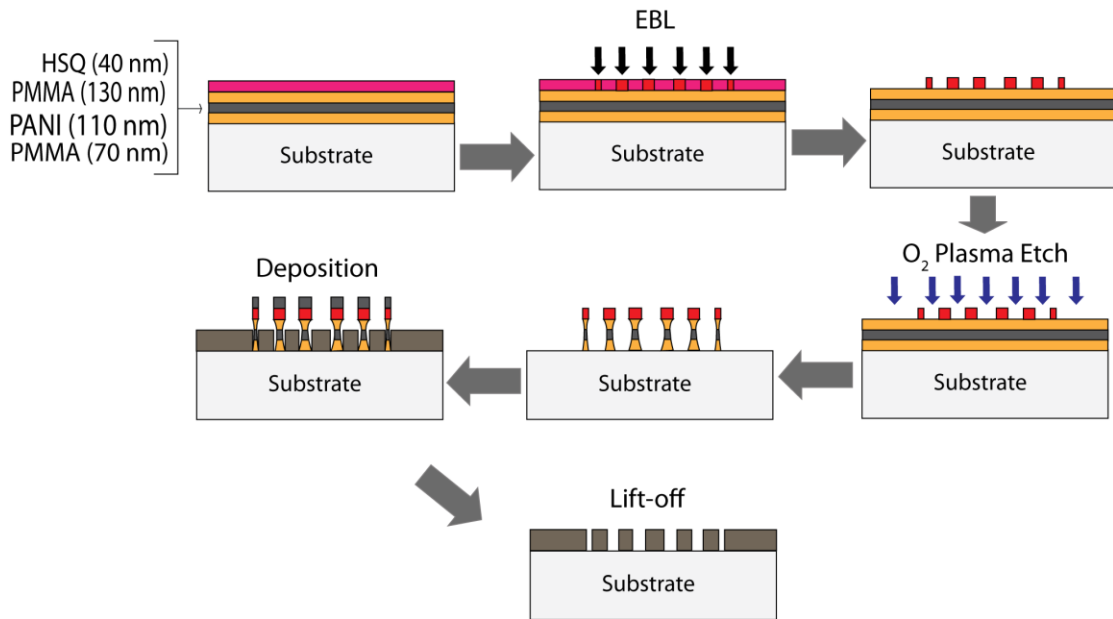 HSQ (40 nm)
PMMA (130 nm)
PANI (110 nm)
PMMA (70 nm)
Substrate
EBL
Substrate
Substrate
O₂ Plasma Etch
Substrate
Substrate
Deposition
Substrate
Lift-off
Substrate